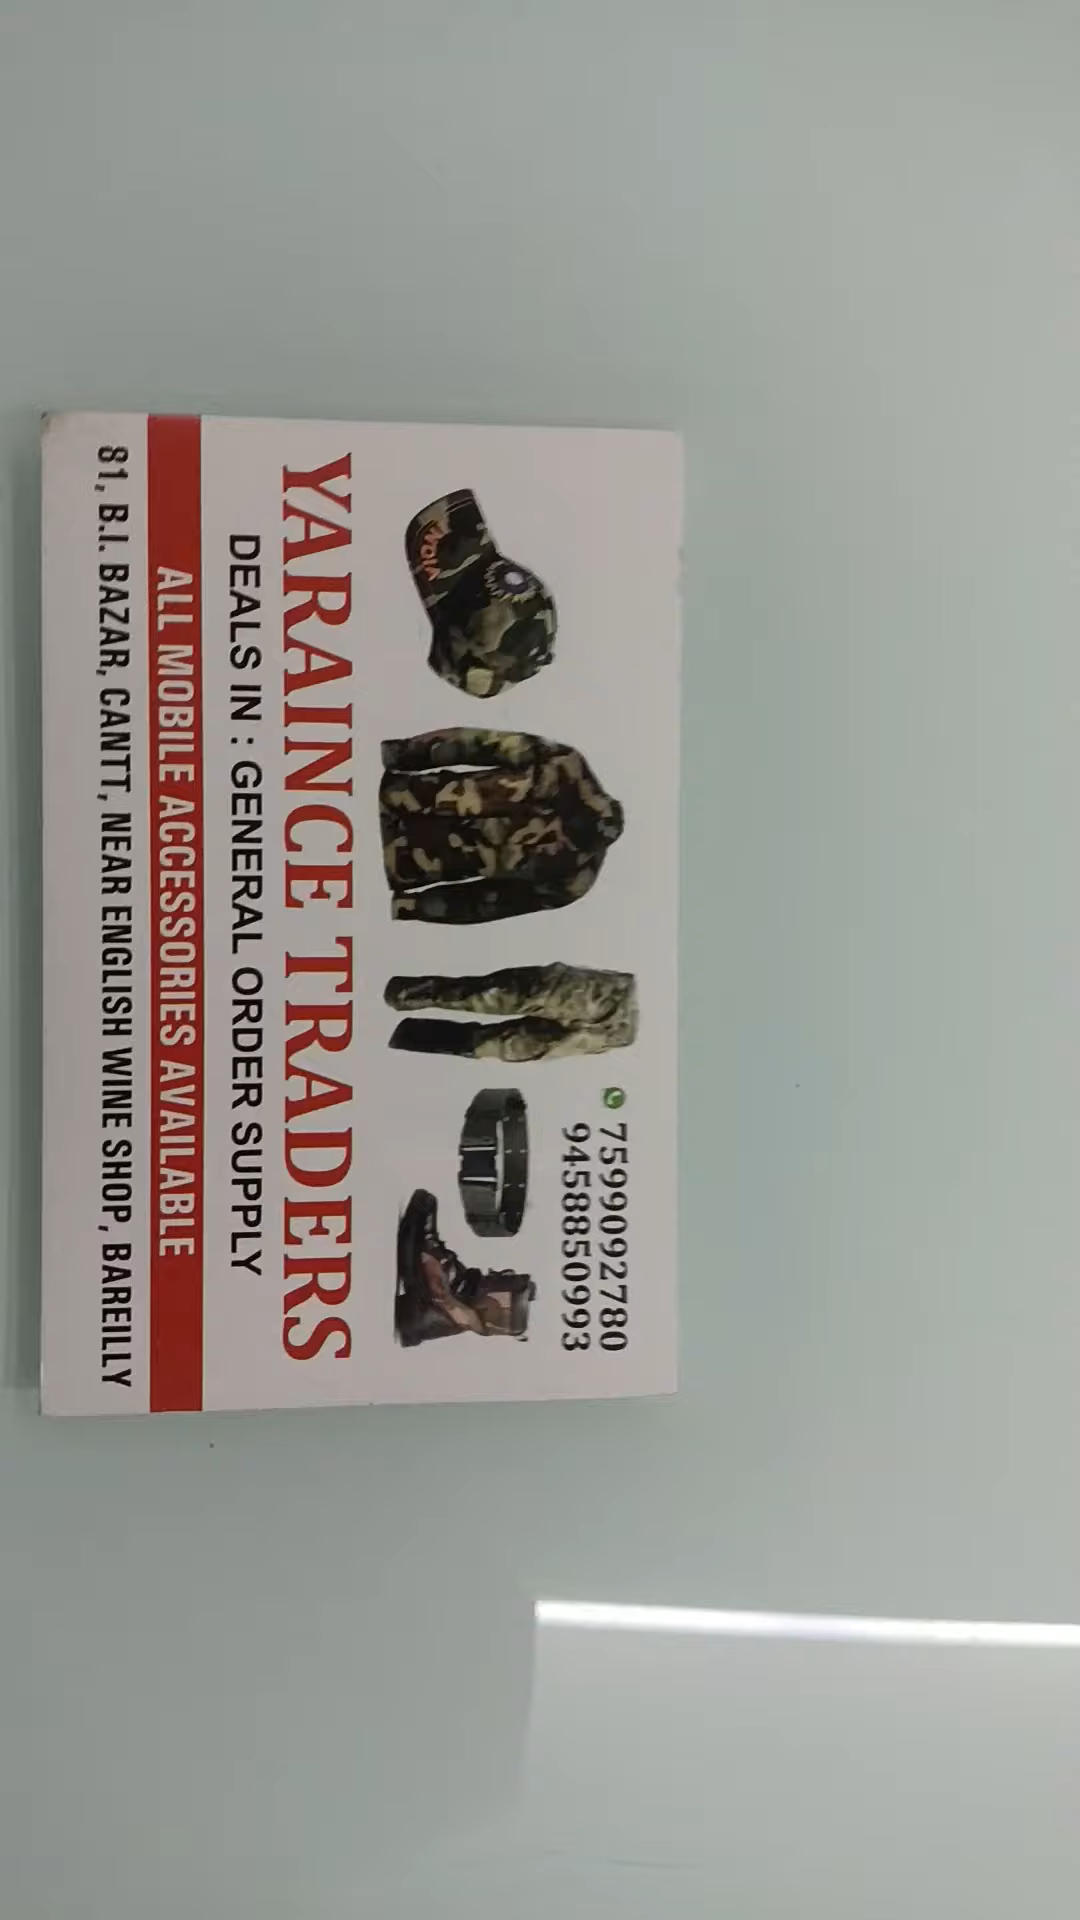 7599092780
9458850993
YARAINCE TRADERS
DEALS IN : GENERAL ORDER SUPPLY
ALL MOBILE ACCESSORIES AVAILABLE
81, B.I. BAZAR, CANTT, NEAR ENGLISH WINE SHOP, BAREILLY